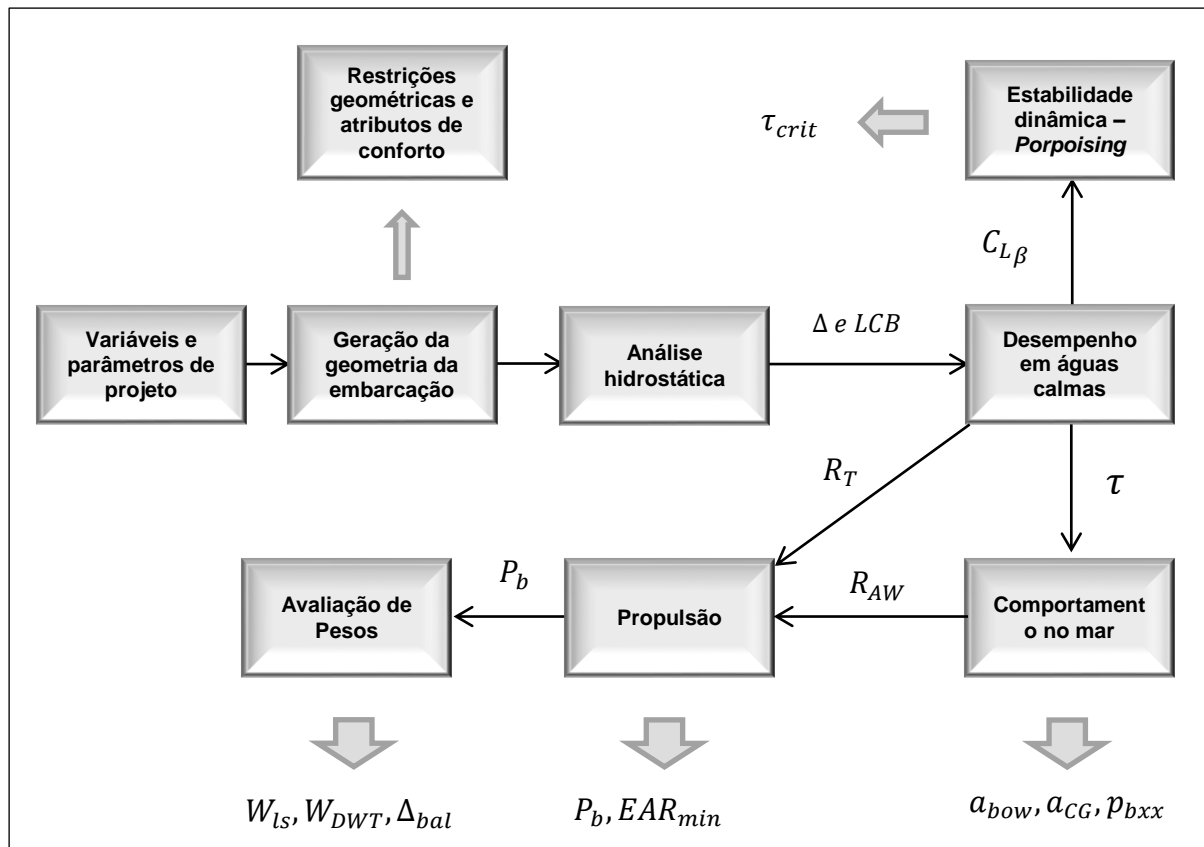 Restrições
geométricas e
atributos de
conforto
Estabilidade
dinâmica –
Porpoising
τ_crit
C_{L_β}
Variáveis e
parâmetros de
projeto
Geração da
geometria da
embarcação
Análise
hidrostática
Δ e LCB
Desempenho
em águas
calmas
R_T
τ
Avaliação de
Pesos
P_b
Propulsão
R_AW
Comportament
o no mar
W_ls, W_DWT, Δ_bal
P_b, EAR_min
a_bow, a_CG, p_bxx